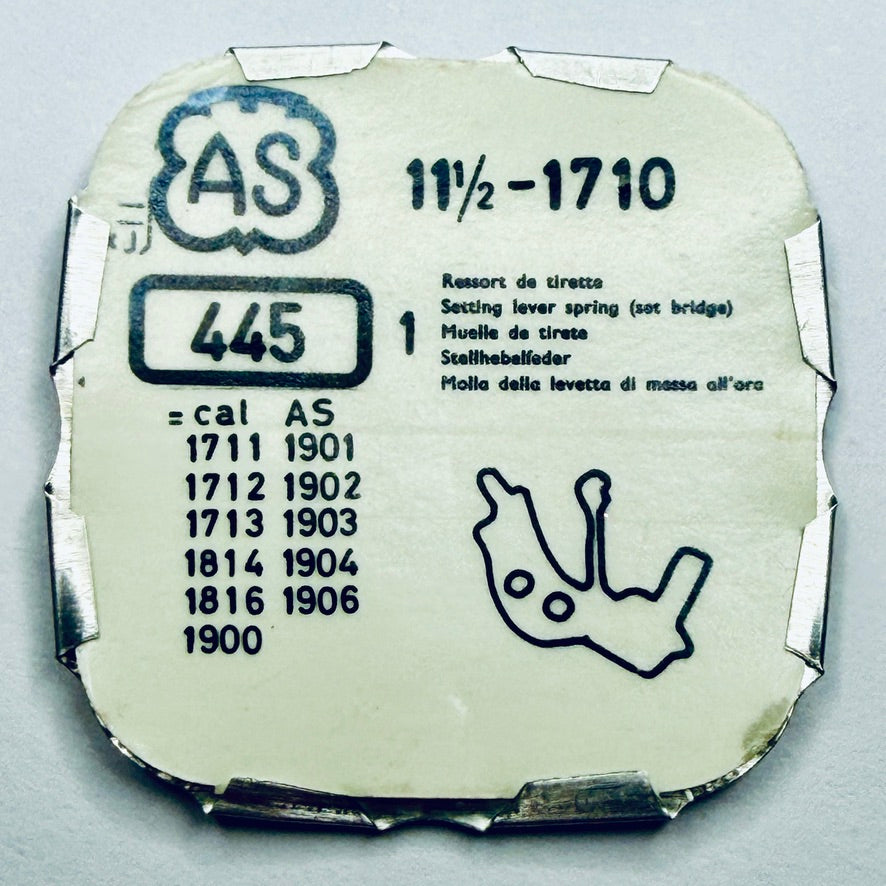 AS
11½-1710
445
1
Ressort de tirette
Setting lever spring (set bridge)
Muelle de tirete
Stellhebelfeder
Molla della levetta di messa all'ora
= cal AS
1711 1901
1712 1902
1713 1903
1814 1904
1816 1906
1900